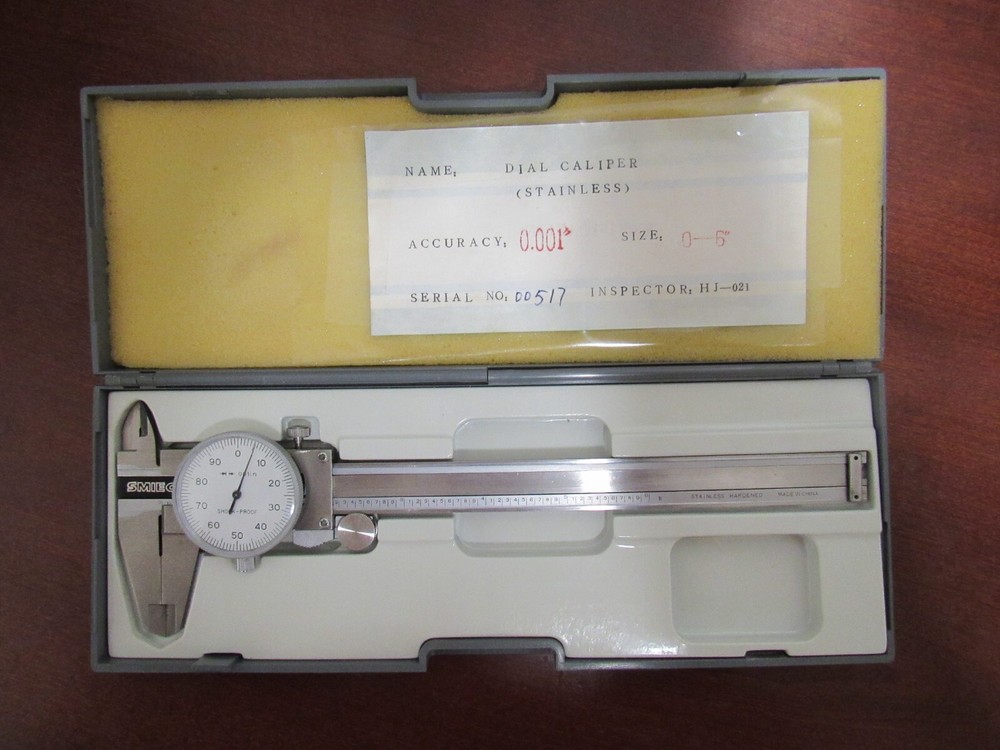 NAME: DIAL CALIPER
(STAINLESS)
ACCURACY: 0.001" SIZE: 0—6"
SERIAL NO: 00517 INSPECTOR: HJ—021
0
90 10
80 20
SMIEC
70 30
SHOCK-PROOF
60 40
50
STAINLESS HARDENED MADE IN CHINA